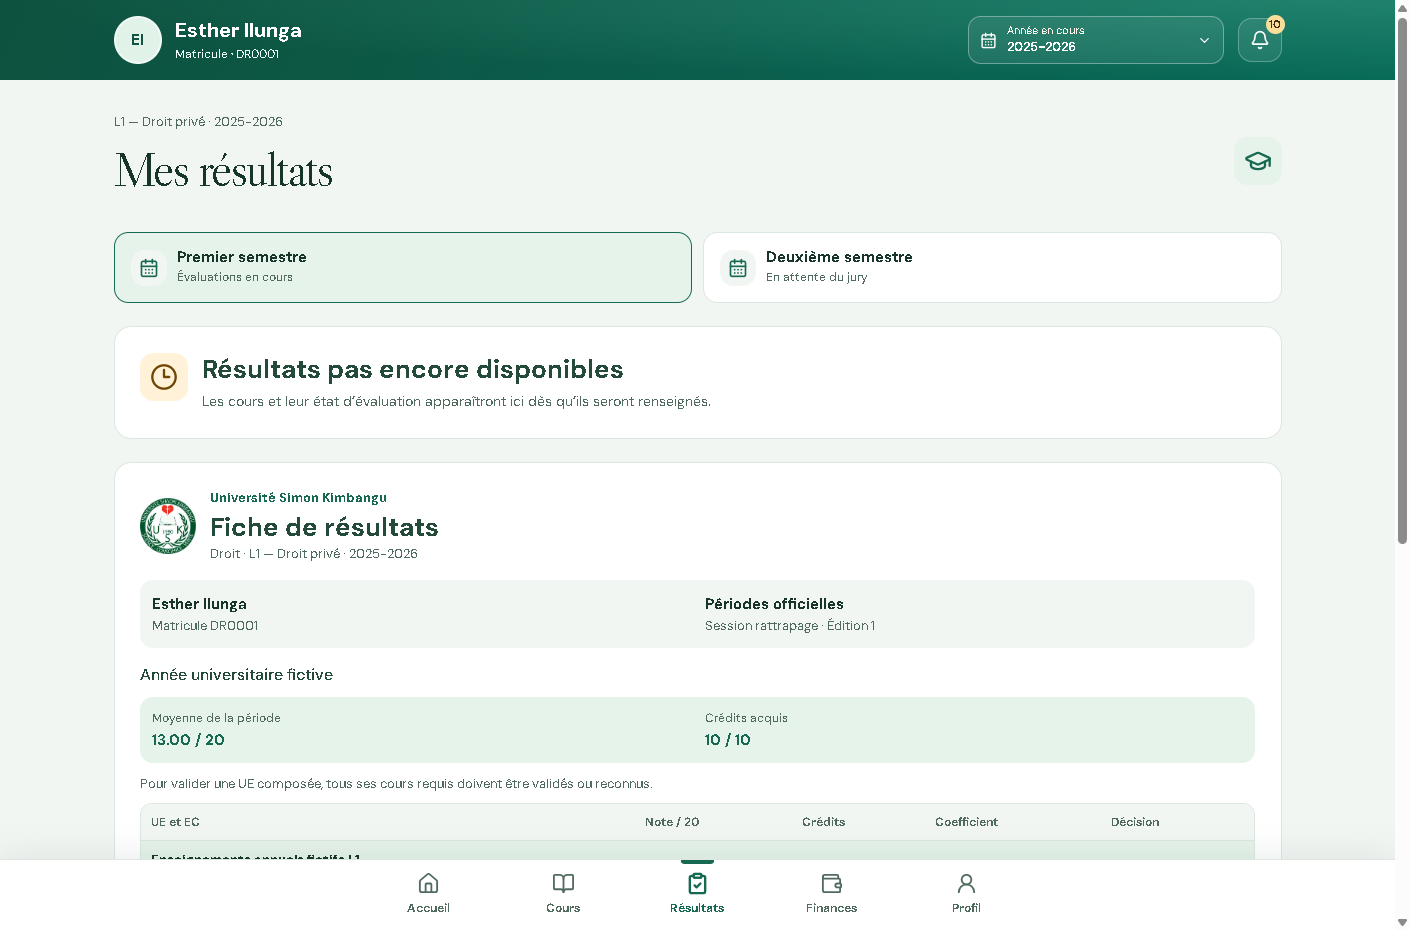 EI
Esther Ilunga
Matricule · DR0001
Année en cours
2025-2026
10
L1 — Droit privé · 2025-2026
Mes résultats
Premier semestre
Évaluations en cours
Deuxième semestre
En attente du jury
Résultats pas encore disponibles
Les cours et leur état d’évaluation apparaîtront ici dès qu’ils seront renseignés.
Université Simon Kimbangu
Fiche de résultats
Droit · L1 — Droit privé · 2025-2026
Esther Ilunga
Matricule DR0001
Périodes officielles
Session rattrapage · Édition 1
Année universitaire fictive
Moyenne de la période
13.00 / 20
Crédits acquis
10 / 10
Pour valider une UE composée, tous ses cours requis doivent être validés ou reconnus.
UE et EC Note / 20 Crédits Coefficient Décision
Enseignements annuels fictifs L1
Accueil
Cours
Résultats
Finances
Profil